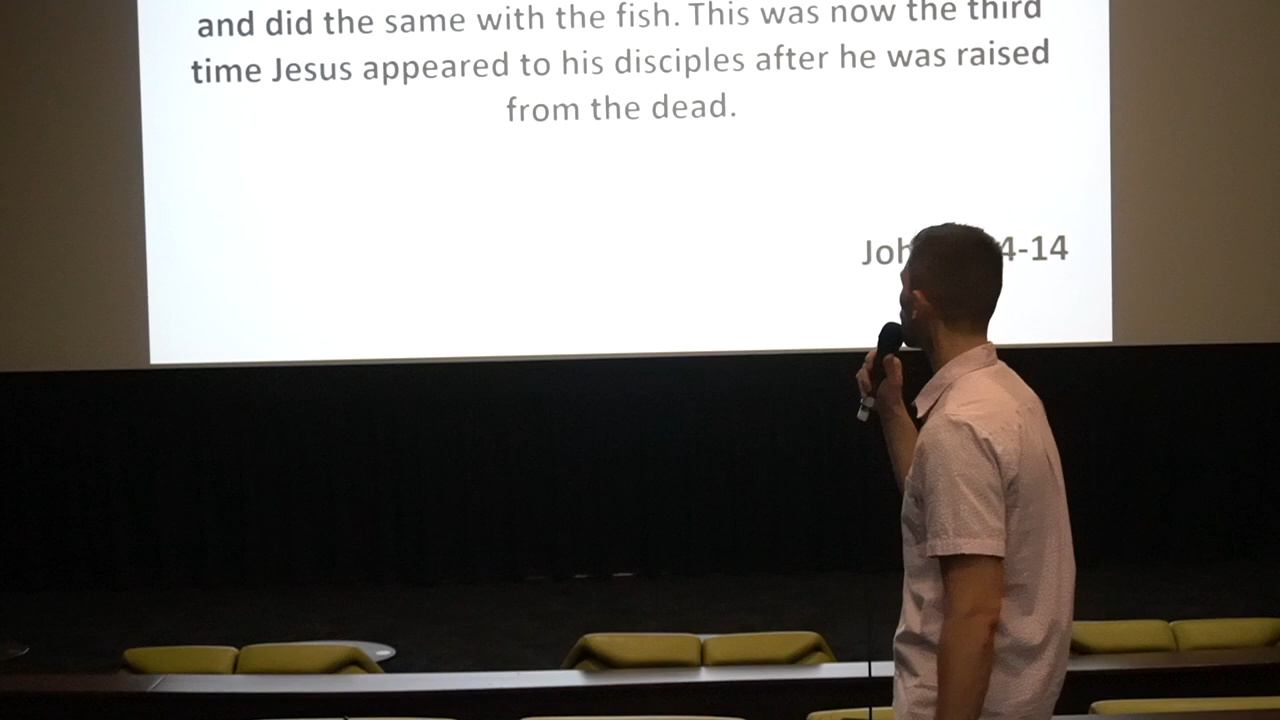 and did the same with the fish. This was now the third
time Jesus appeared to his disciples after he was raised
from the dead.
Joh 4-14